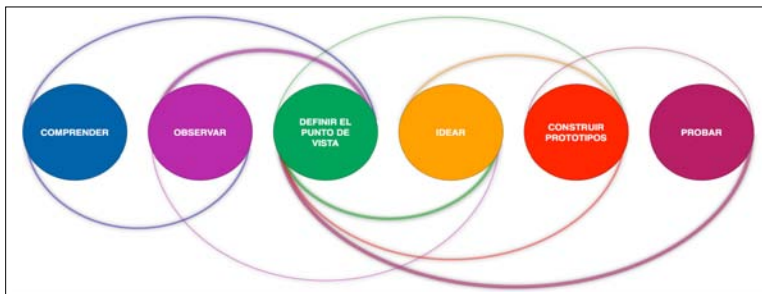 COMPRENDER
OBSERVAR
DEFINIR EL
PUNTO DE
VISTA
IDEAR
CONSTRUIR
PROTOTIPOS
PROBAR